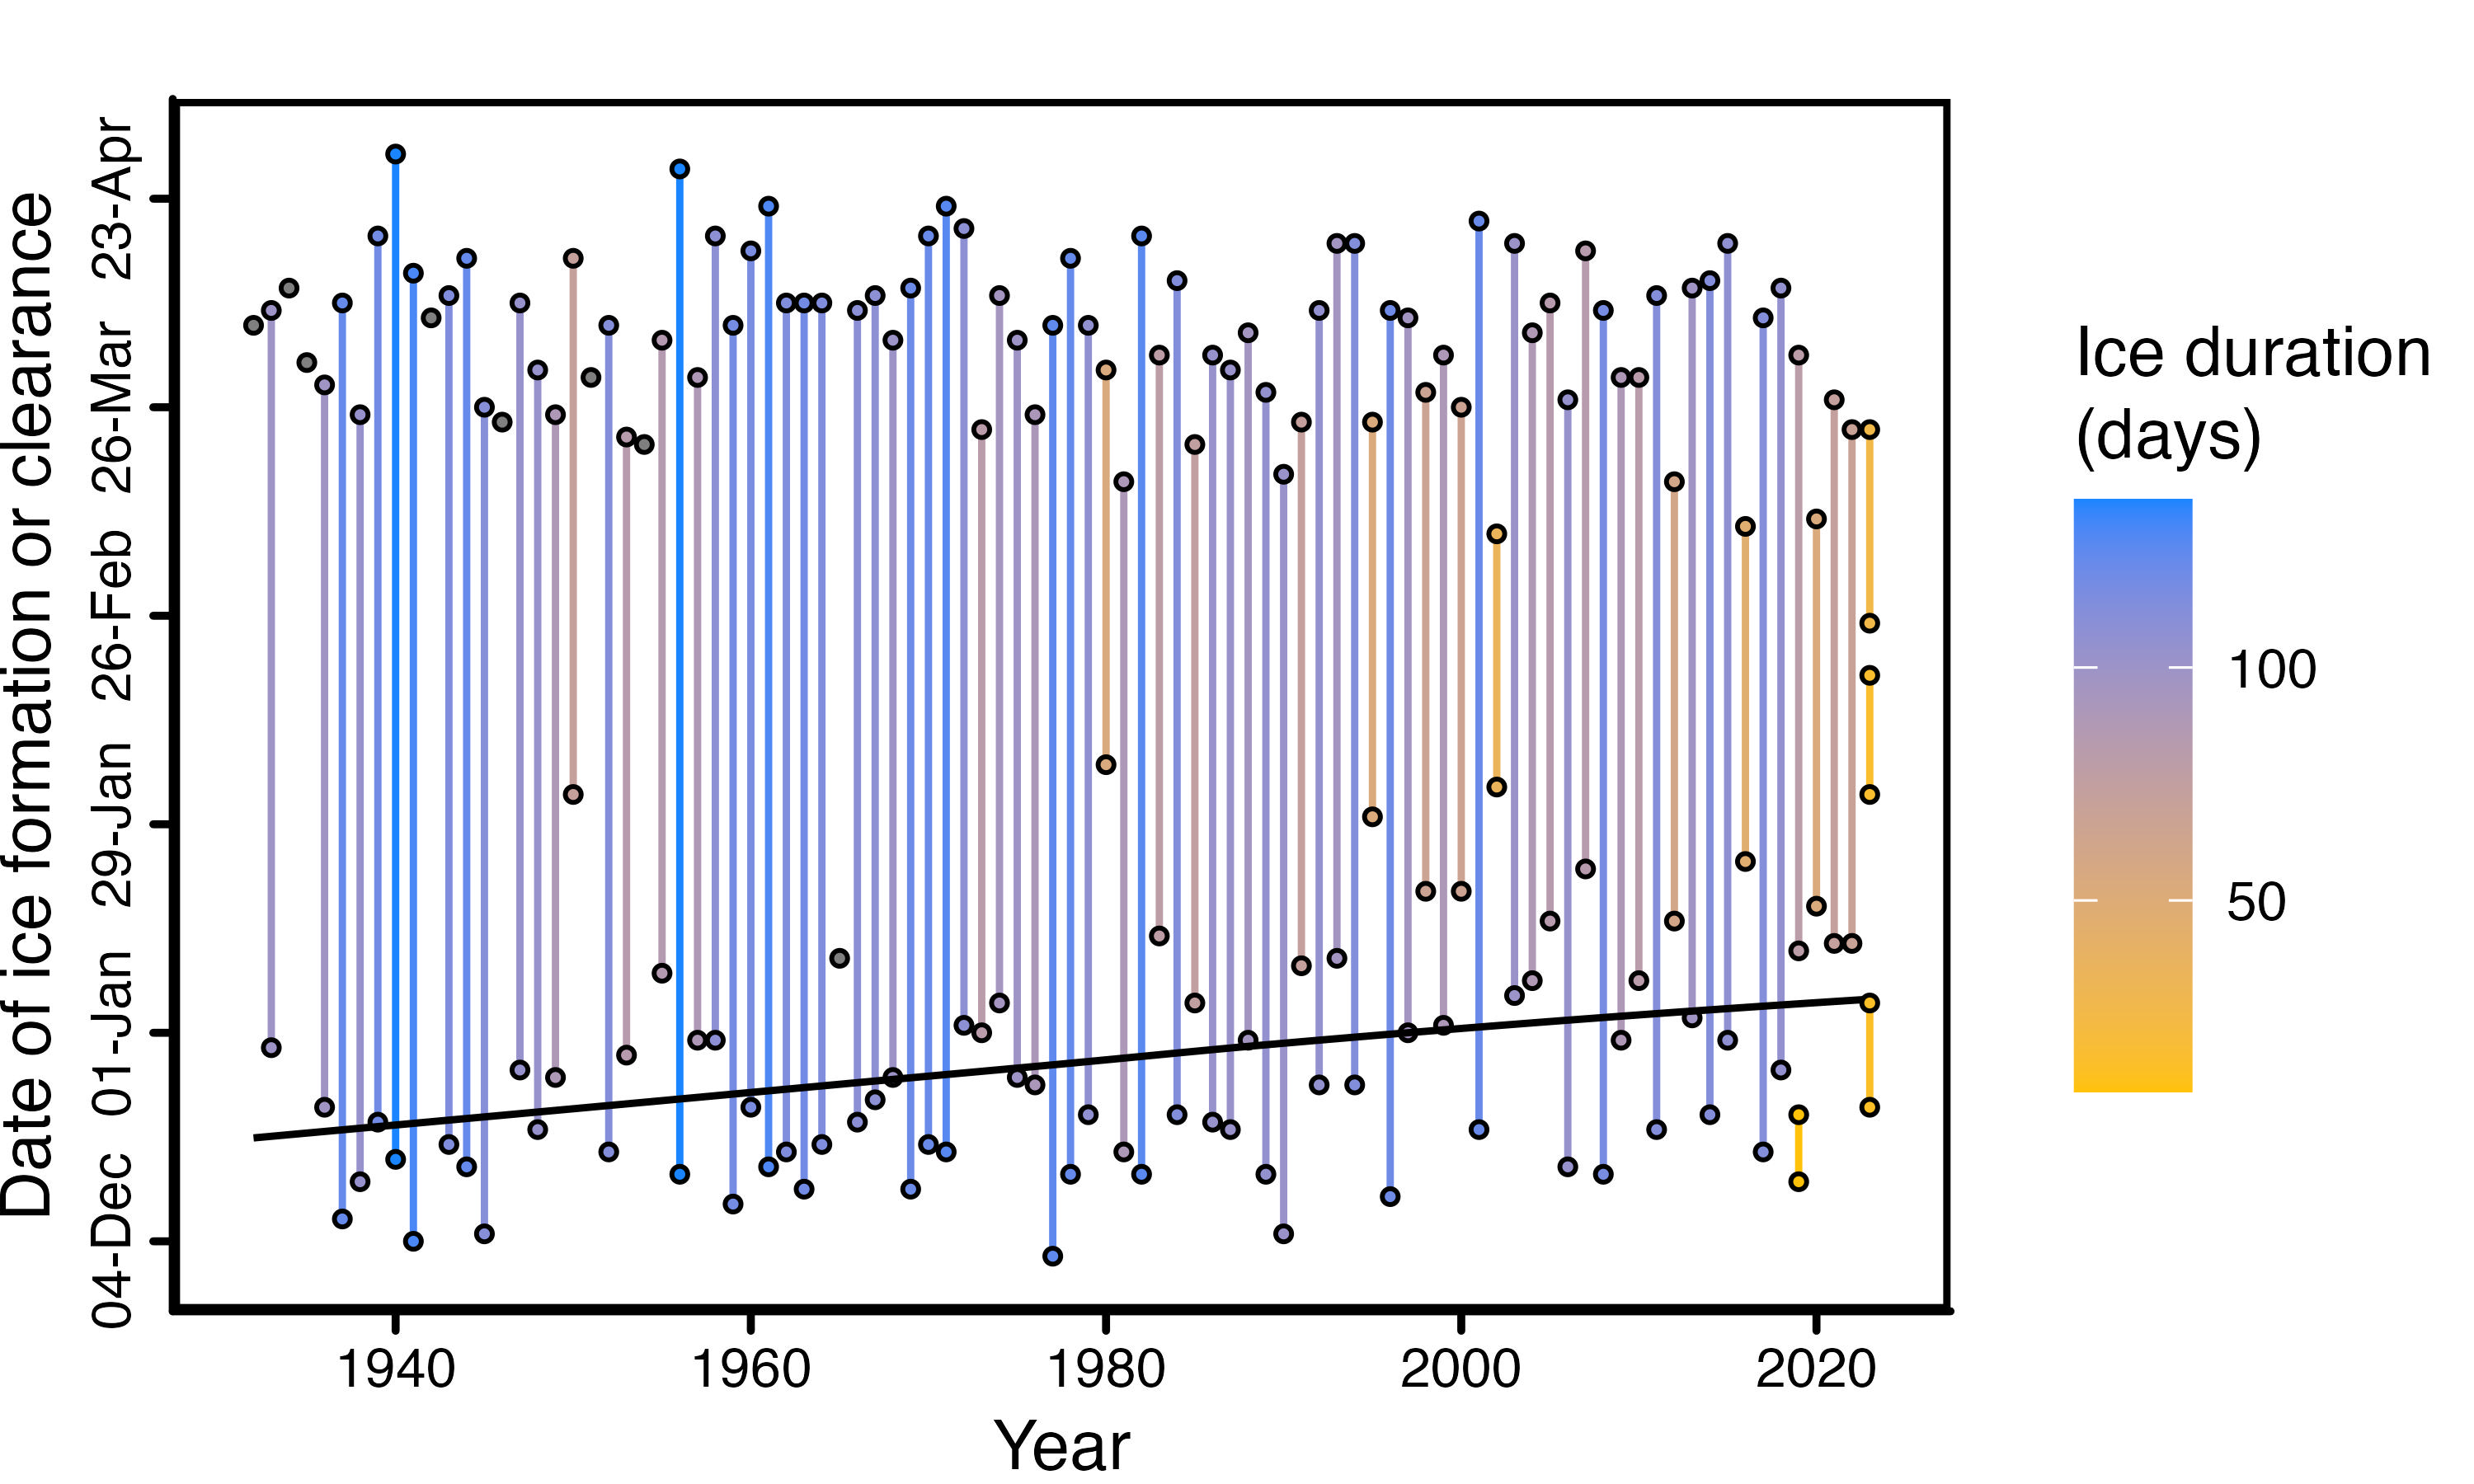 Date of ice formation or clearance
23-Apr
26-Mar
26-Feb
29-Jan
01-Jan
04-Dec
1940
1960
1980
2000
2020
Year
Ice duration
(days)
100
50